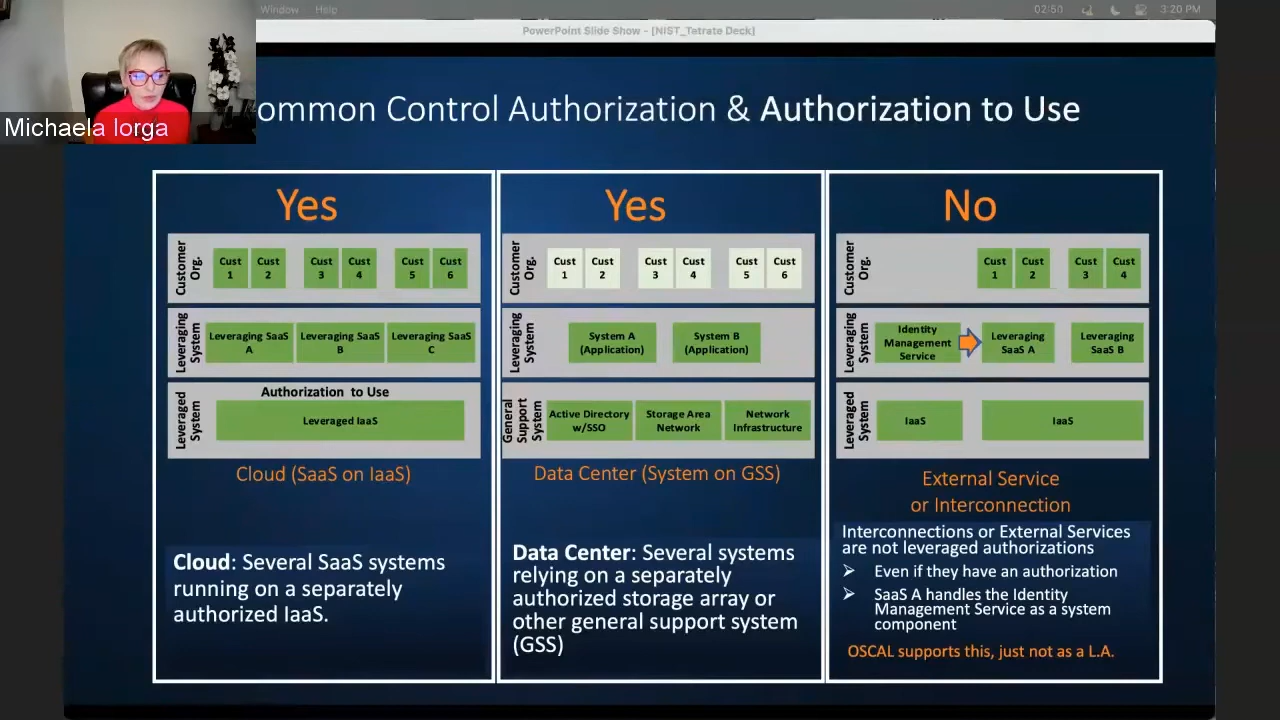 Window Help
02:50
3:20 PM
PowerPoint Slide Show - [NIST_Tetrate Deck]
Michaela Iorga
ommon Control Authorization & Authorization to Use
Yes
Customer
Org.
Cust
1
Cust
2
Cust
3
Cust
4
Cust
5
Cust
6
Leveraging
System
Leveraging SaaS
A
Leveraging SaaS
B
Leveraging SaaS
C
Leveraged
System
Authorization to Use
Leveraged IaaS
Cloud (SaaS on IaaS)
Cloud: Several SaaS systems
running on a separately
authorized IaaS.
Yes
Customer
Org.
Cust
1
Cust
2
Cust
3
Cust
4
Cust
5
Cust
6
Leveraging
System
System A
(Application)
System B
(Application)
General
Support
System
Active Directory
w/SSO
Storage Area
Network
Network
Infrastructure
Data Center (System on GSS)
Data Center: Several systems
relying on a separately
authorized storage array or
other general support system
(GSS)
No
Customer
Org.
Cust
1
Cust
2
Cust
3
Cust
4
Leveraging
System
Identity
Management
Service
Leveraging
SaaS A
Leveraging
SaaS B
Leveraged
System
IaaS
IaaS
External Service
or Interconnection
Interconnections or External Services
are not leveraged authorizations
Even if they have an authorization
SaaS A handles the Identity
Management Service as a system
component
OSCAL supports this, just not as a L.A.